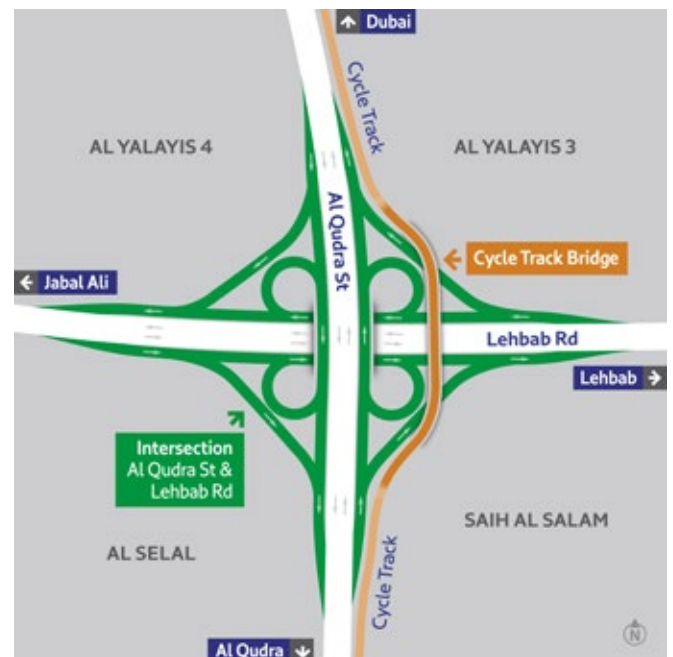 Dubai
Cycle Track
AL YALAYIS 4
AL YALAYIS 3
Al Qudra St
Cycle Track Bridge
Jabal Ali
Lehbab Rd
Lehbab
Intersection
Al Qudra St &
Lehbab Rd
SAIH AL SALAM
AL SELAL
Cycle Track
N
Al Qudra